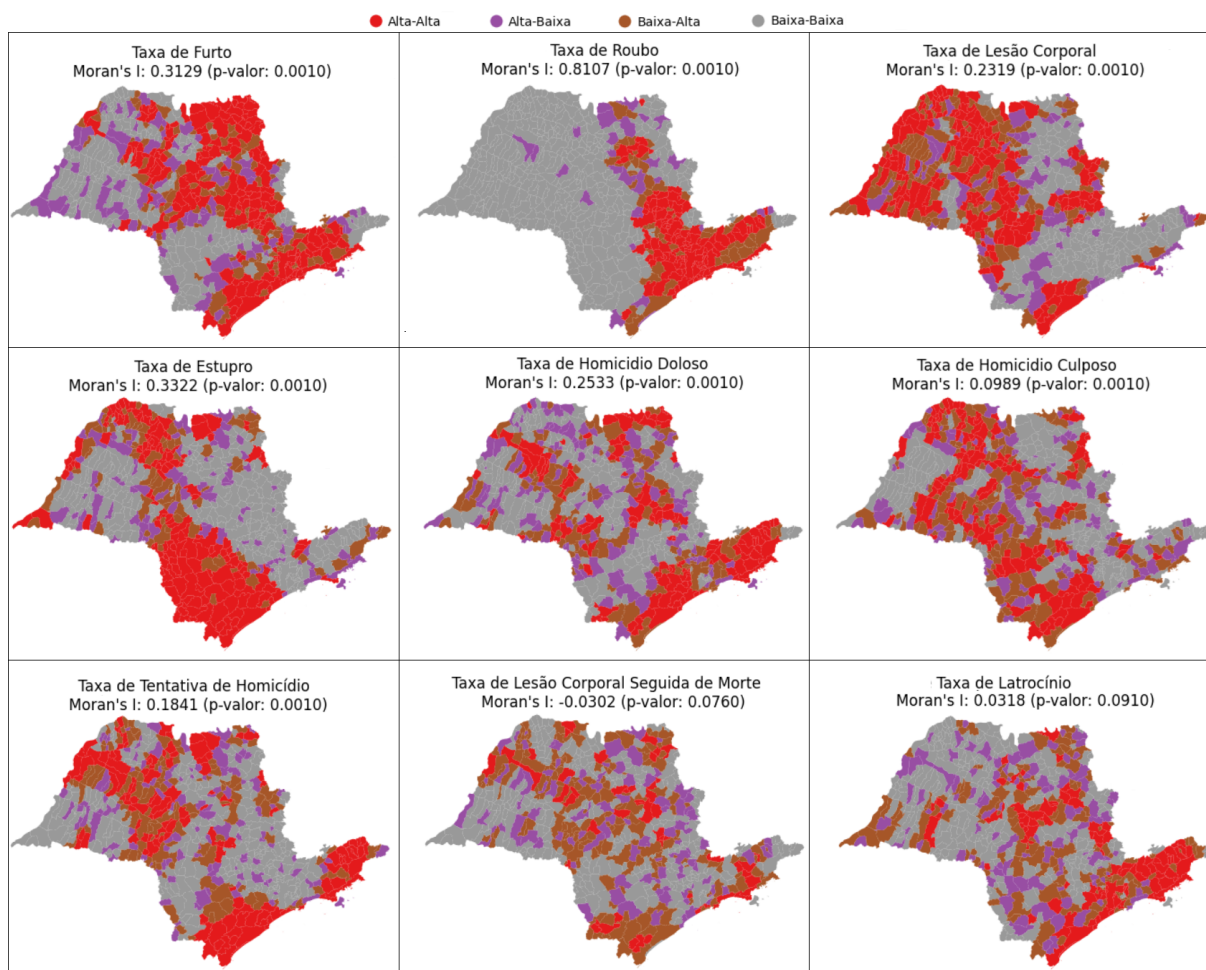 Alta-Alta Alta-Baixa Baixa-Alta Baixa-Baixa
Taxa de Furto
Moran's I: 0.3129 (p-valor: 0.0010)
Taxa de Roubo
Moran's I: 0.8107 (p-valor: 0.0010)
Taxa de Lesão Corporal
Moran's I: 0.2319 (p-valor: 0.0010)
Taxa de Estupro
Moran's I: 0.3322 (p-valor: 0.0010)
Taxa de Homicidio Doloso
Moran's I: 0.2533 (p-valor: 0.0010)
Taxa de Homicidio Culposo
Moran's I: 0.0989 (p-valor: 0.0010)
Taxa de Tentativa de Homicídio
Moran's I: 0.1841 (p-valor: 0.0010)
Taxa de Lesão Corporal Seguida de Morte
Moran's I: -0.0302 (p-valor: 0.0760)
Taxa de Latrocínio
Moran's I: 0.0318 (p-valor: 0.0910)